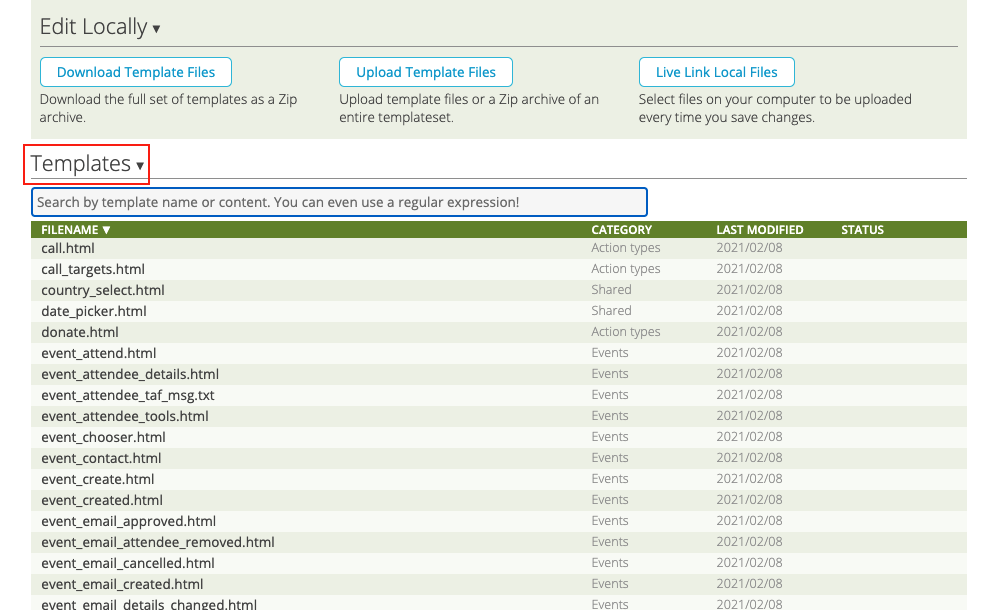 Edit Locally ▾
Download Template Files Upload Template Files Live Link Local Files
Download the full set of templates as a Zip archive.
Upload template files or a Zip archive of an entire templateset.
Select files on your computer to be uploaded every time you save changes.
Templates ▾
Search by template name or content. You can even use a regular expression!
FILENAME ▼ CATEGORY LAST MODIFIED STATUS
call.html Action types 2021/02/08
call_targets.html Action types 2021/02/08
country_select.html Shared 2021/02/08
date_picker.html Shared 2021/02/08
donate.html Action types 2021/02/08
event_attend.html Events 2021/02/08
event_attendee_details.html Events 2021/02/08
event_attendee_taf_msg.txt Events 2021/02/08
event_attendee_tools.html Events 2021/02/08
event_chooser.html Events 2021/02/08
event_contact.html Events 2021/02/08
event_create.html Events 2021/02/08
event_created.html Events 2021/02/08
event_email_approved.html Events 2021/02/08
event_email_attendee_removed.html Events 2021/02/08
event_email_cancelled.html Events 2021/02/08
event_email_created.html Events 2021/02/08
event_email_details_changed.html Events 2021/02/08